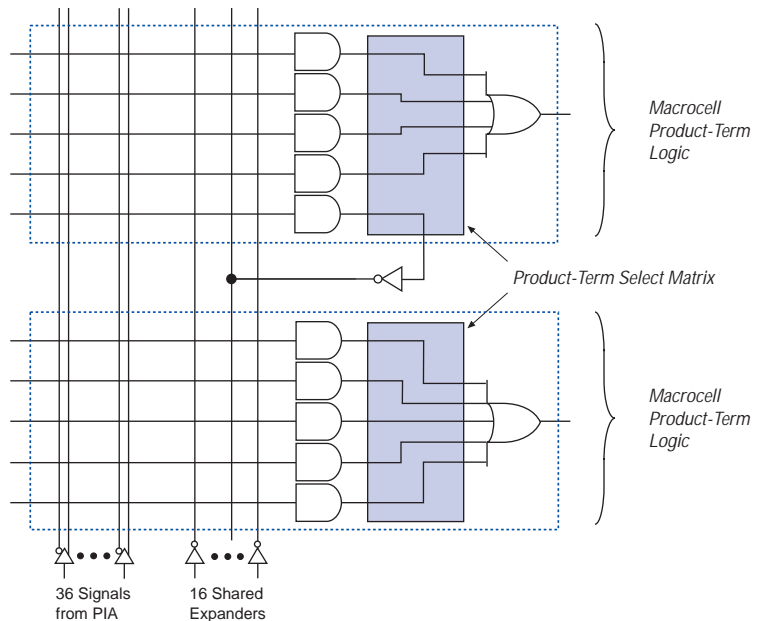 Macrocell
Product-Term
Logic
Product-Term Select Matrix
Macrocell
Product-Term
Logic
36 Signals
from PIA
16 Shared
Expanders